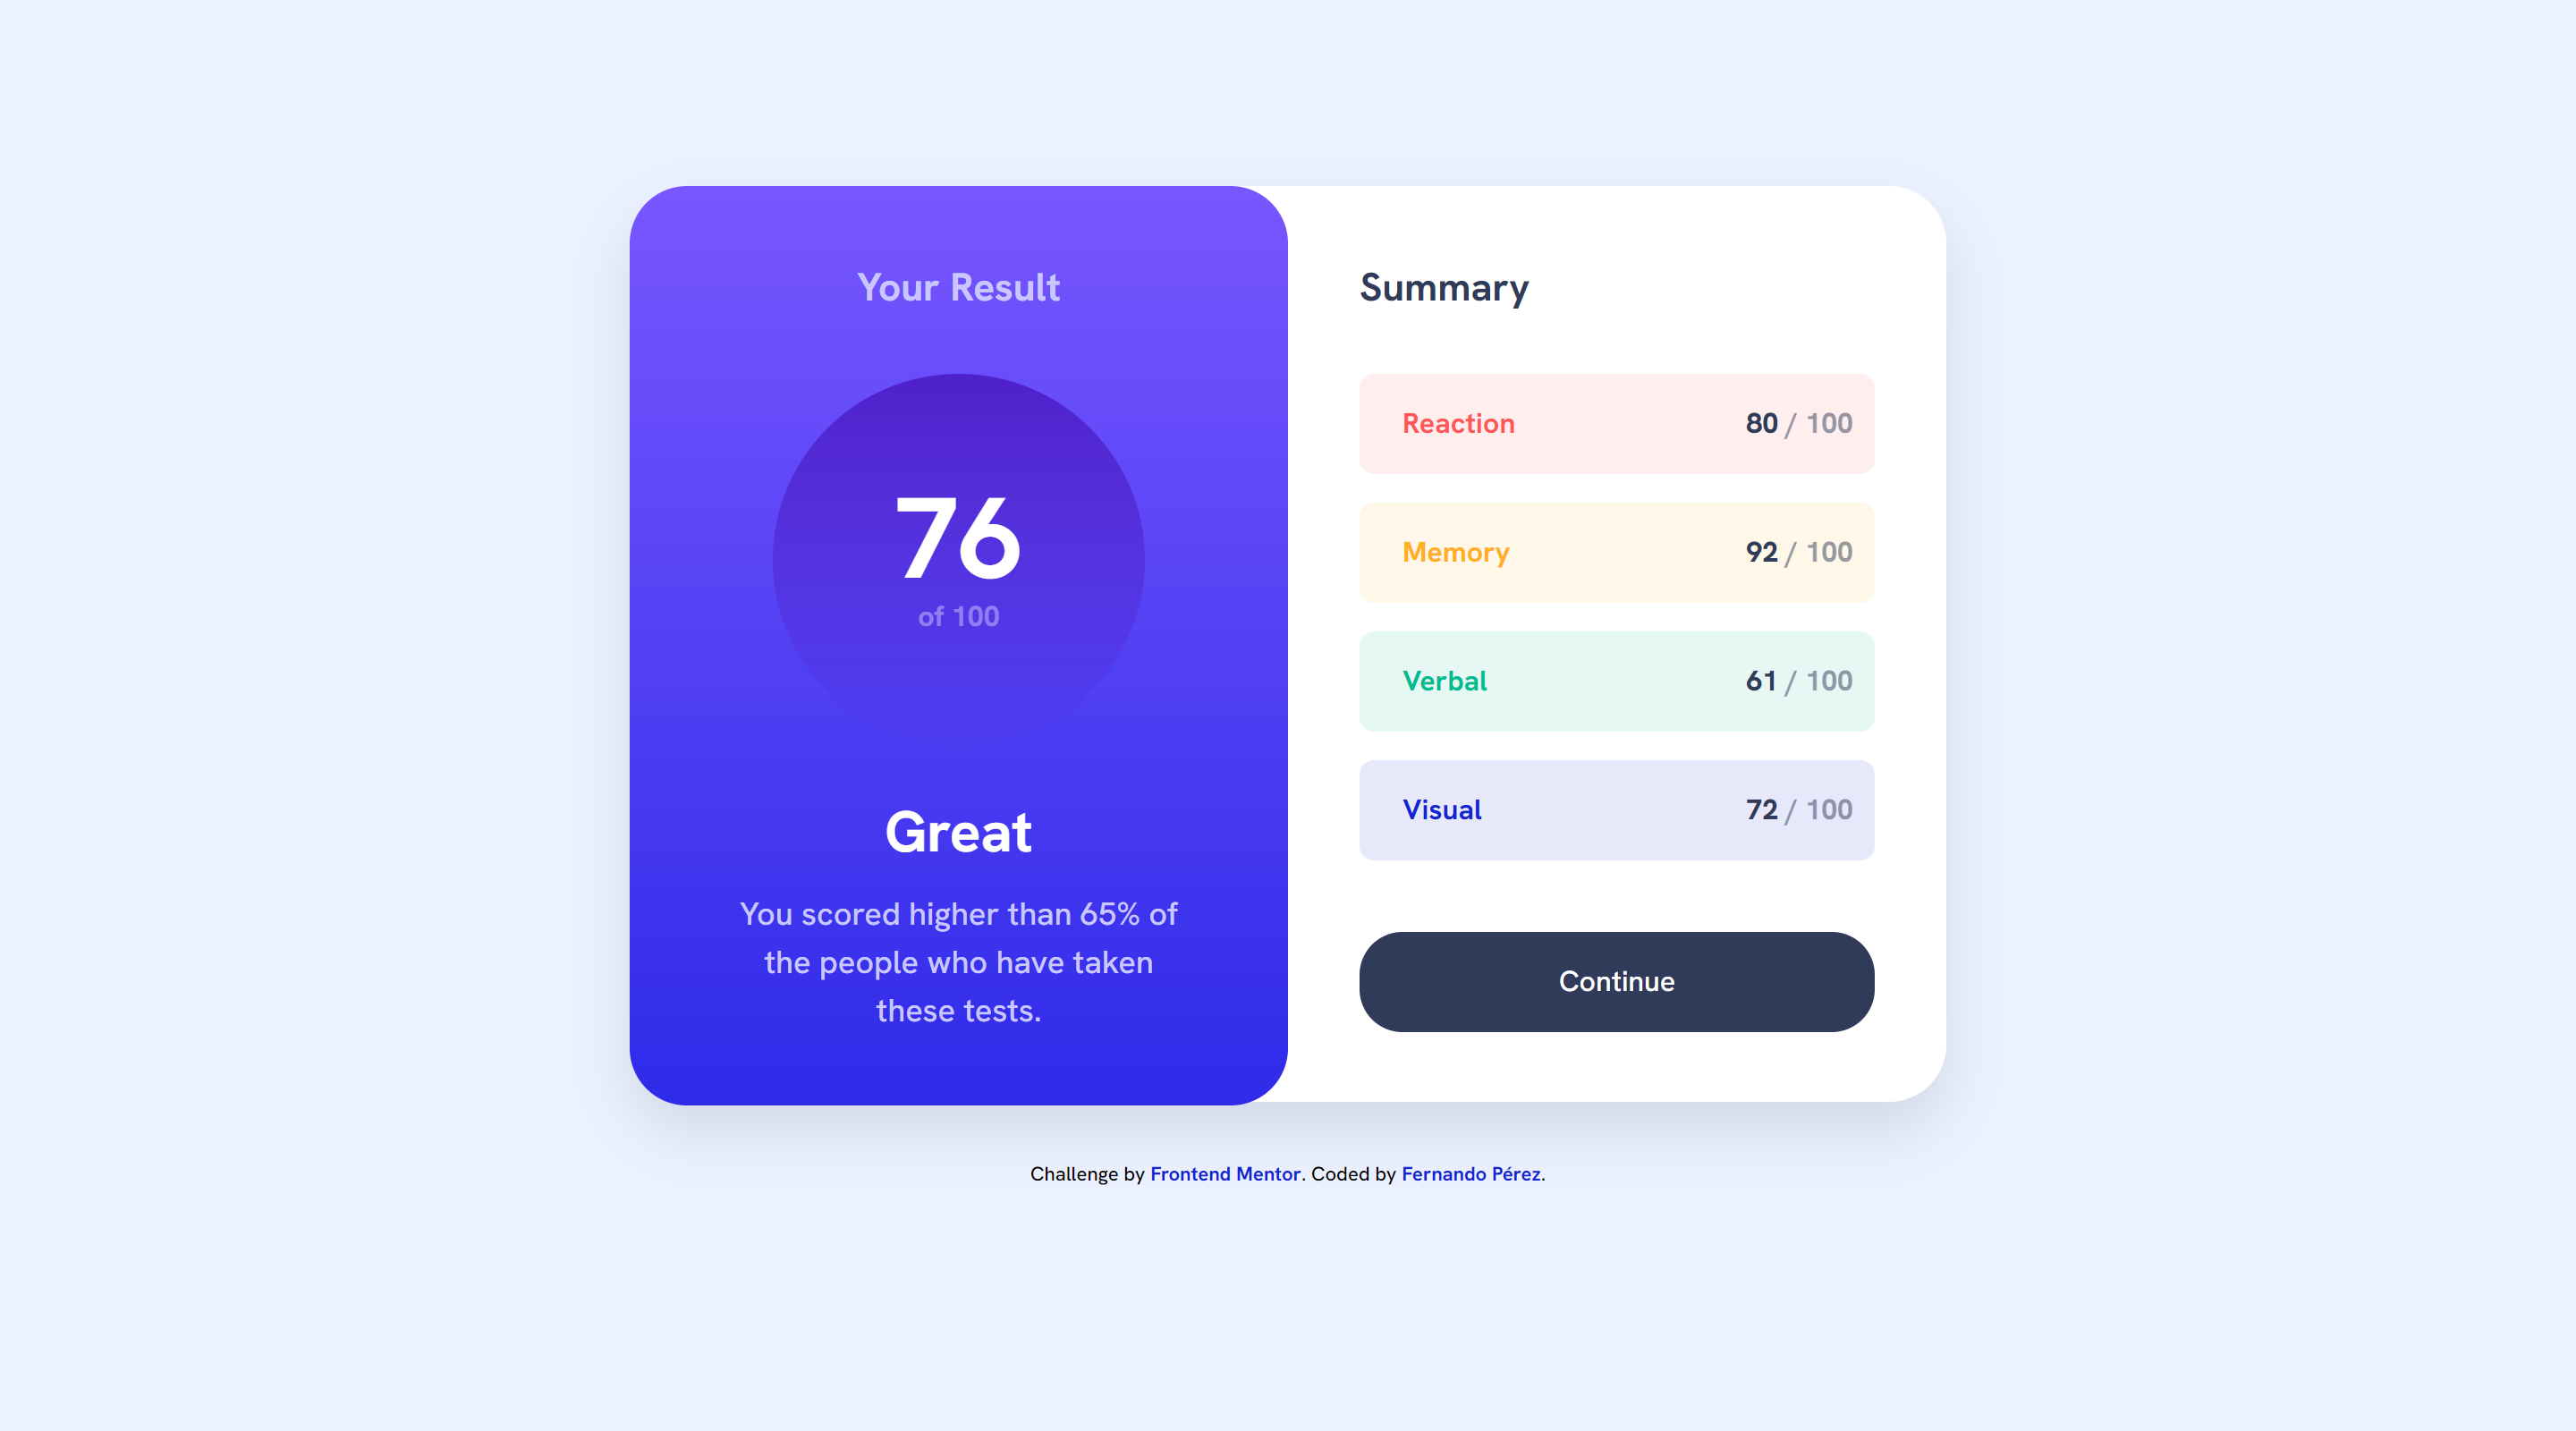 Your Result
76
of 100
Great
You scored higher than 65% of
the people who have taken
these tests.
Summary
Reaction 80 / 100
Memory 92 / 100
Verbal 61 / 100
Visual 72 / 100
Continue
Challenge by Frontend Mentor. Coded by Fernando Pérez.